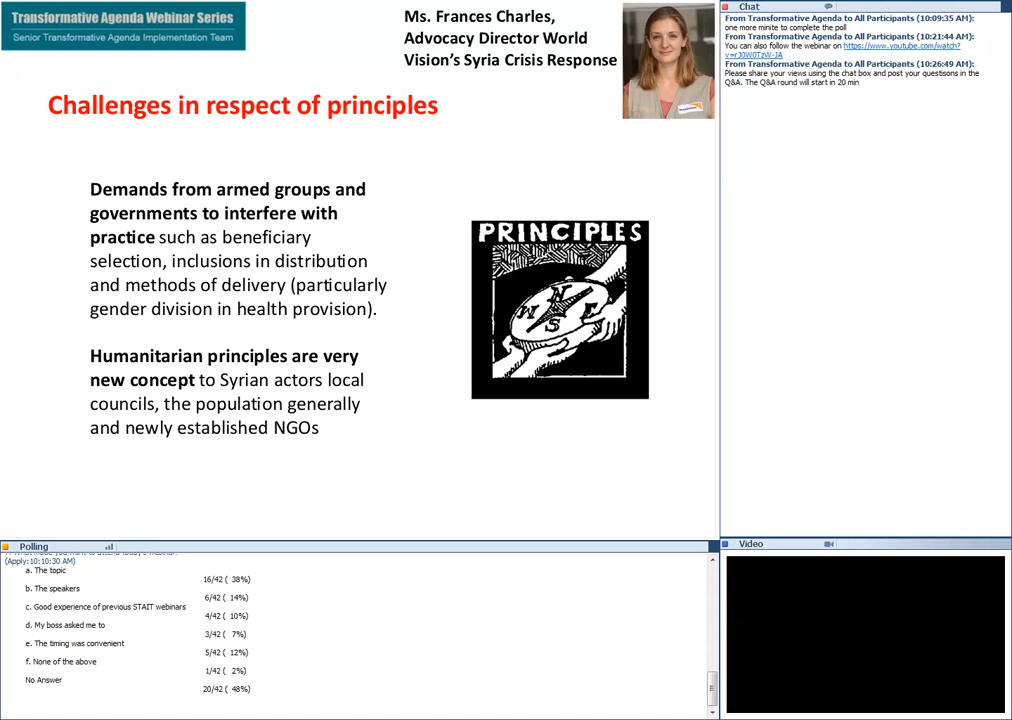 Transformative Agenda Webinar Series
Senior Transformative Agenda Implementation Team
Ms. Frances Charles,
Advocacy Director World
Vision's Syria Crisis Response
Challenges in respect of principles
Demands from armed groups and
governments to interfere with
practice such as beneficiary
selection, inclusions in distribution
and methods of delivery (particularly
gender division in health provision).
Humanitarian principles are very
new concept to Syrian actors local
councils, the population generally
and newly established NGOs
PRINCIPLES
N
W E
S
Chat
From Transformative Agenda to All Participants (10:09:35 AM):
one more minite to complete the poll
From Transformative Agenda to All Participants (10:21:44 AM):
You can also follow the webinar on https://www.youtube.com/watch?
v=rJ0W0TzW-JA
From Transformative Agenda to All Participants (10:26:49 AM):
Please share your views using the chat box and post your questisons in the
Q&A. The Q&A round will start in 20 min
Polling
(Apply:10:10:30 AM)
a. The topic
16/42 ( 38%)
b. The speakers
6/42 ( 14%)
c. Good experience of previous STAIT webinars
4/42 ( 10%)
d. My boss asked me to
3/42 ( 7%)
e. The timing was convenient
5/42 ( 12%)
f. None of the above
1/42 ( 2%)
No Answer
20/42 ( 48%)
Video